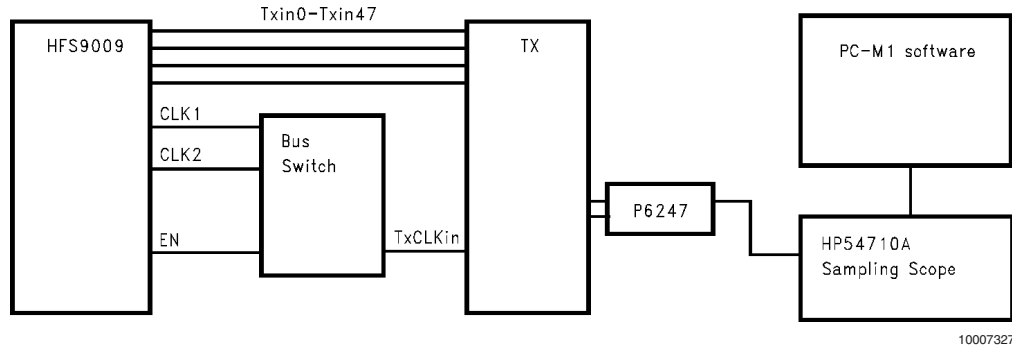 Txin0-Txin47
HFS9009
TX
PC-M1 software
CLK1
Bus
Switch
CLK2
P6247
EN
TxCLKin
HP54710A
Sampling Scope
10007327